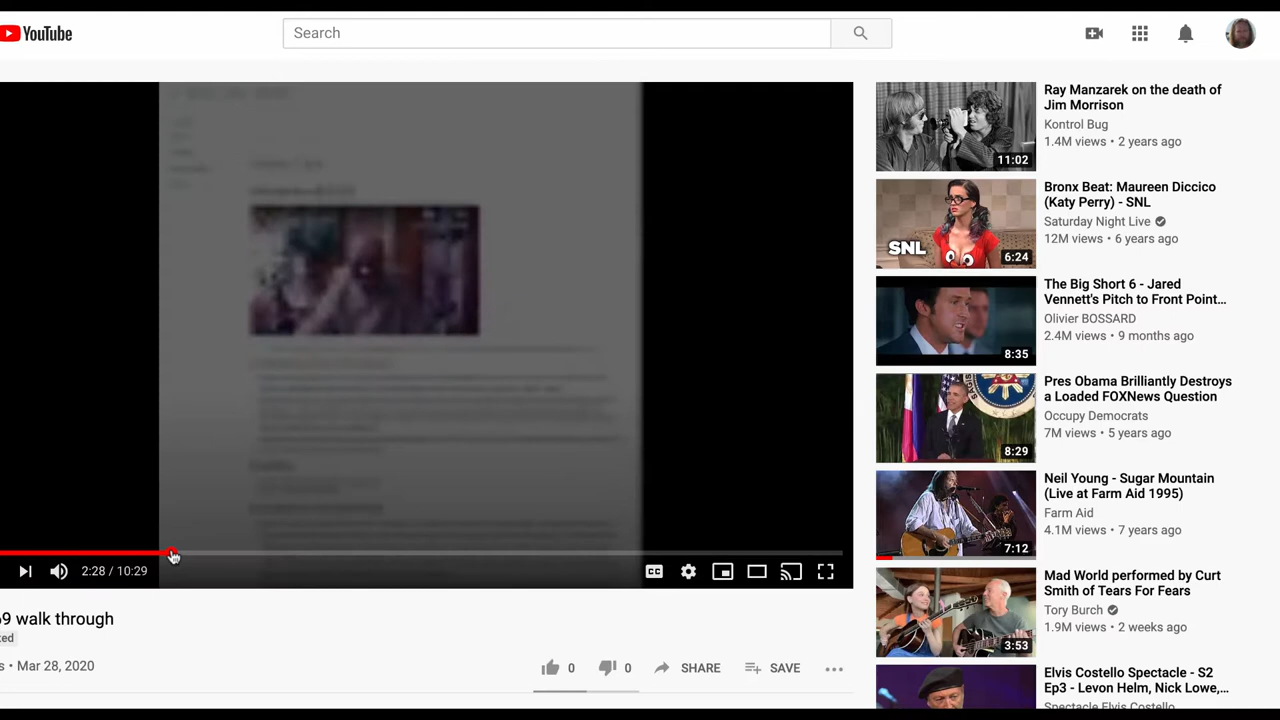 YouTube
Search
Ray Manzarek on the death of
Jim Morrison
Kontrol Bug
1.4M views • 2 years ago
11:02
Bronx Beat: Maureen Diccico
(Katy Perry) - SNL
Saturday Night Live
12M views • 6 years ago
SNL
6:24
The Big Short 6 - Jared
Vennett's Pitch to Front Point...
Olivier BOSSARD
2.4M views • 9 months ago
8:35
Pres Obama Brilliantly Destroys
a Loaded FOXNews Question
Occupy Democrats
7M views • 5 years ago
8:29
Neil Young - Sugar Mountain
(Live at Farm Aid 1995)
Farm Aid
4.1M views • 7 years ago
7:12
Mad World performed by Curt
Smith of Tears For Fears
Tory Burch
1.9M views • 2 weeks ago
3:53
Elvis Costello Spectacle - S2
Ep3 - Levon Helm, Nick Lowe,...
Spectacle Elvis Costello
2:28 / 10:29
CC
69 walk through
ted
s • Mar 28, 2020
0
0
SHARE
SAVE